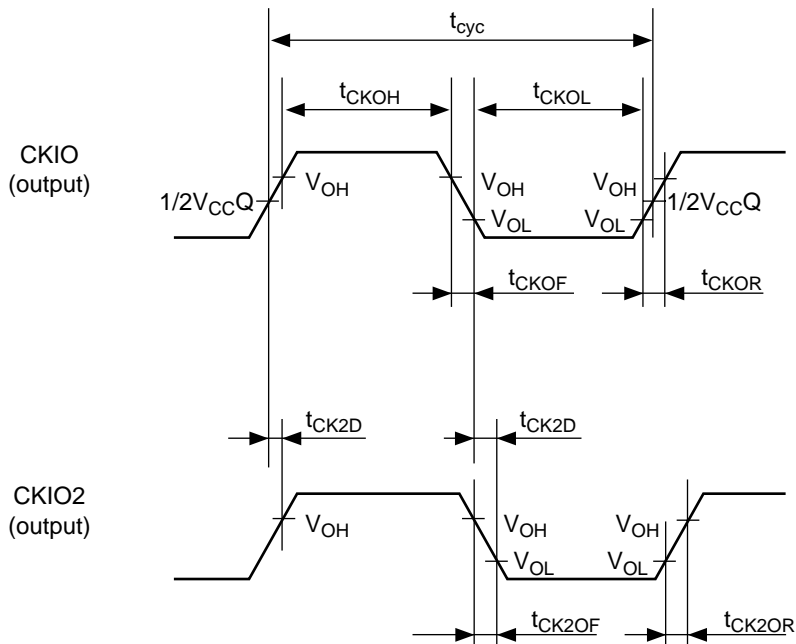 tcyc
tCKOH tCKOL
CKIO
(output)
1/2VCCQ VOH VOH VOL VOH VOL 1/2VCCQ
tCKOF tCKOR
tCK2D tCK2D
CKIO2
(output)
VOH VOH VOL VOH VOL
tCK2OF tCK2OR